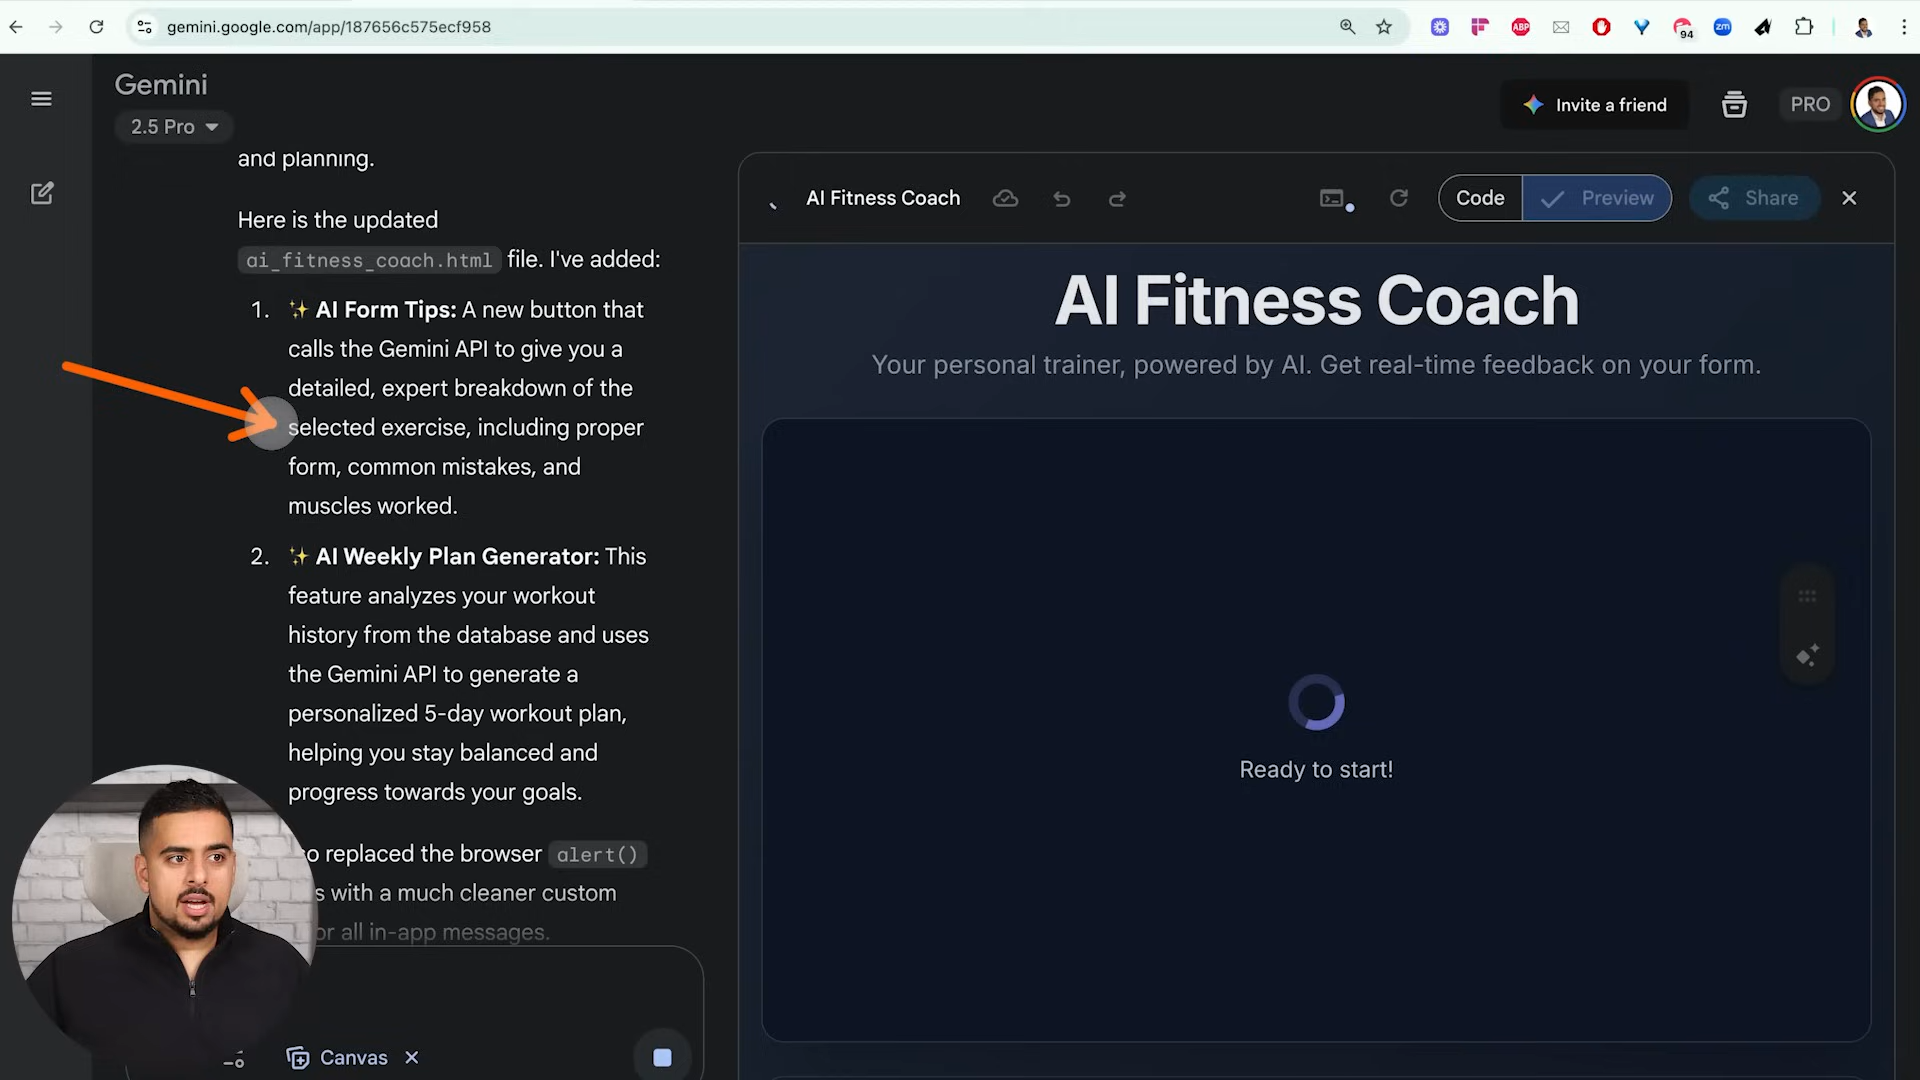 gemini.google.com/app/187656c575ecf958
ABP
94
zm
Gemini
2.5 Pro
Invite a friend
PRO
and planning.
Here is the updated
ai_fitness_coach.html file. I've added:
1. ✨ AI Form Tips: A new button that
calls the Gemini API to give you a
detailed, expert breakdown of the
selected exercise, including proper
form, common mistakes, and
muscles worked.
2. ✨ AI Weekly Plan Generator: This
feature analyzes your workout
history from the database and uses
the Gemini API to generate a
personalized 5-day workout plan,
helping you stay balanced and
progress towards your goals.
replaced the browser alert()
with a much cleaner custom
all in-app messages.
Canvas
AI Fitness Coach
Code
Preview
Share
AI Fitness Coach
Your personal trainer, powered by AI. Get real-time feedback on your form.
Ready to start!